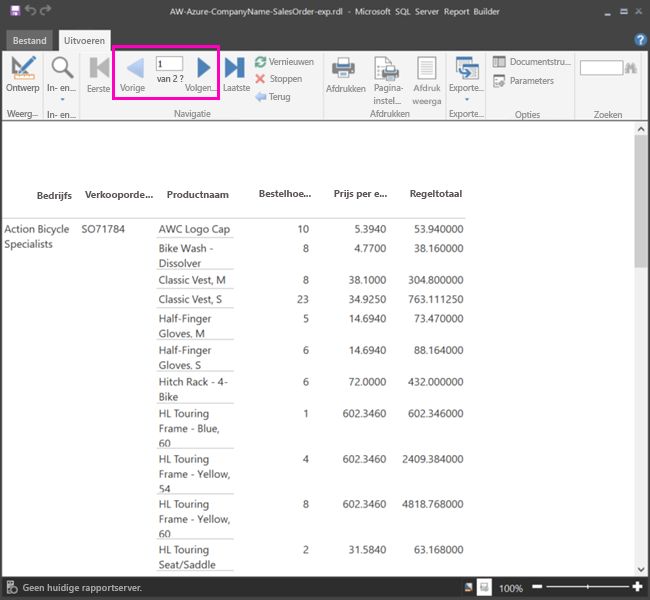 AW-Azure-CompanyName-SalesOrder-exp.rdl - Microsoft SQL Server Report Builder
Bestand Uitvoeren
Ontwerp
In- en...
Eerste
Vorige
1
van 2 ?
Volgen...
Laatste
Vernieuwen
Stoppen
Terug
Afdrukken
Pagina-
instel...
Afdruk
weerga
Exporte...
Documentstru...
Parameters
Weerg... In- en... Navigatie Afdrukken Exporte... Opties Zoeken
Bedrijfs Verkooporde... Productnaam Bestelhoe... Prijs per e... Regeltotaal
Action Bicycle SO71784 AWC Logo Cap 10 5.3940 53.940000
Specialists Bike Wash - 8 4.7700 38.160000
Dissolver
Classic Vest, M 8 38.1000 304.800000
Classic Vest, S 23 34.9250 763.111250
Half-Finger 5 14.6940 73.470000
Gloves, M
Half-Finger 6 14.6940 88.164000
Gloves, S
Hitch Rack - 4- 6 72.0000 432.000000
Bike
HL Touring 1 602.3460 602.346000
Frame - Blue,
60
HL Touring 4 602.3460 2409.384000
Frame - Yellow,
54
HL Touring 8 602.3460 4818.768000
Frame - Yellow,
60
HL Touring 2 31.5840 63.168000
Seat/Saddle
Geen huidige rapportserver. 100%